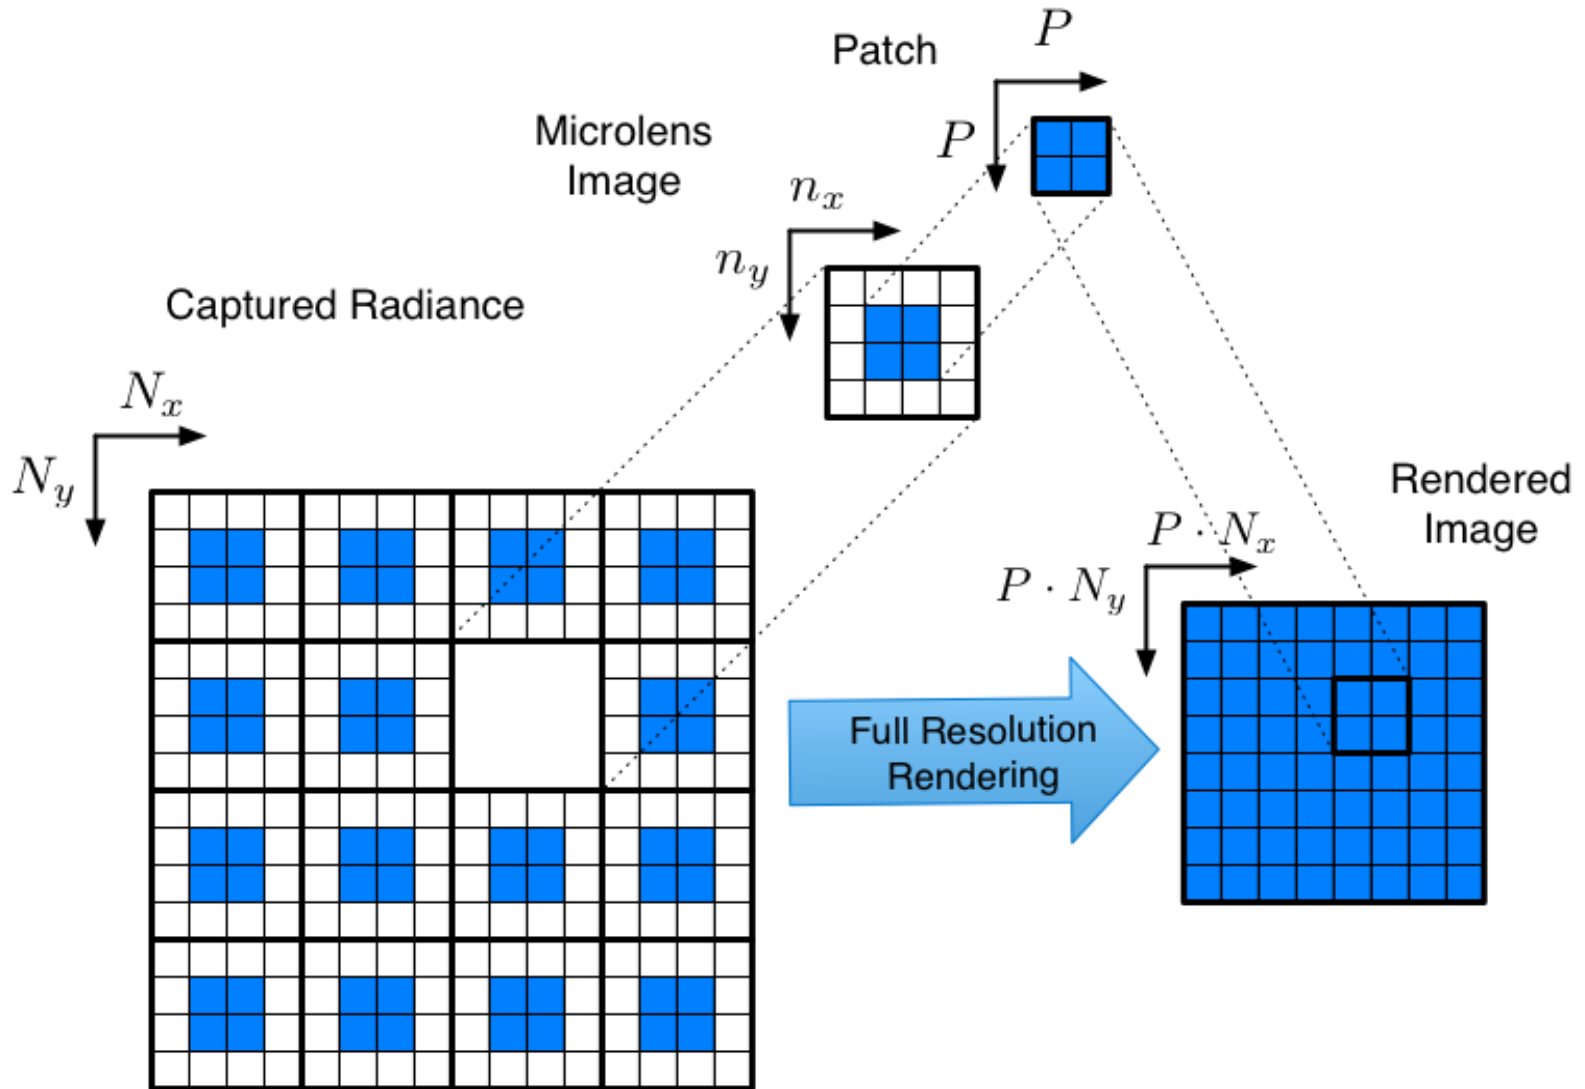 Patch
P
P
Microlens
Image
n_x
n_y
Captured Radiance
N_x
N_y
Rendered
Image
P · N_x
P · N_y
Full Resolution
Rendering